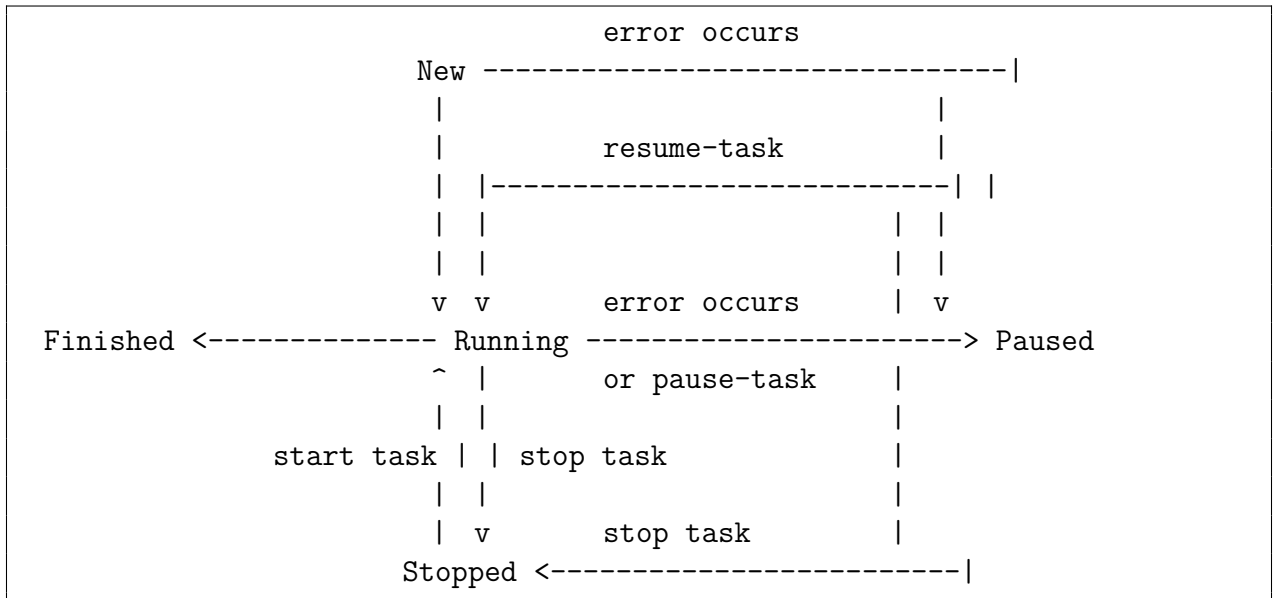 error occurs
New --------------------------------|
| |
| resume-task |
| |----------------------------| |
| | | |
| | | |
v v error occurs | v
Finished <-------------- Running -----------------------> Paused
^ | or pause-task |
| | |
start task | | stop task |
| | |
| v stop task |
Stopped <-------------------------|